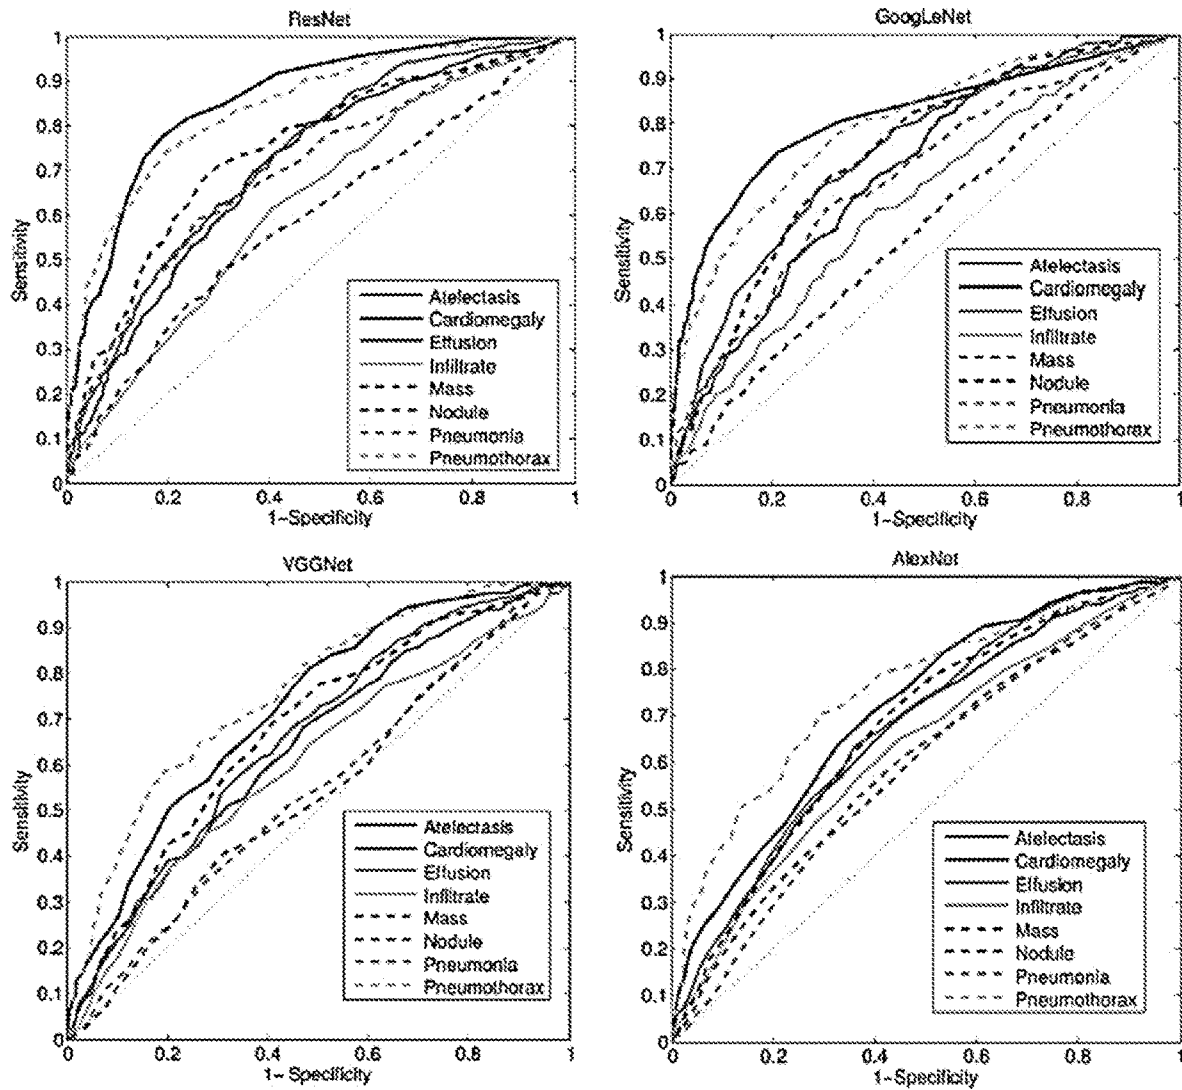 ResNet
1
0.9
0.8
0.7
0.6
0.5
0.4
0.3
0.2
0.1
0
Sensitivity
Atelectasis
Cardiomegaly
Effusion
Infiltrate
Mass
Nodule
Pneumonia
Pneumothorax
0 0.2 0.4 0.6 0.8 1
1-Specificity
GoogLeNet
1
0.9
0.8
0.7
0.6
0.5
0.4
0.3
0.2
0.1
0
Sensitivity
Atelectasis
Cardiomegaly
Effusion
Infiltrate
Mass
Nodule
Pneumonia
Pneumothorax
0 0.2 0.4 0.6 0.8 1
1-Specificity
VGGNet
1
0.9
0.8
0.7
0.6
0.5
0.4
0.3
0.2
0.1
0
Sensitivity
Atelectasis
Cardiomegaly
Effusion
Infiltrate
Mass
Nodule
Pneumonia
Pneumothorax
0 0.2 0.4 0.6 0.8 1
1-Specificity
AlexNet
1
0.9
0.8
0.7
0.6
0.5
0.4
0.3
0.2
0.1
0
Sensitivity
Atelectasis
Cardiomegaly
Effusion
Infiltrate
Mass
Nodule
Pneumonia
Pneumothorax
0 0.2 0.4 0.6 0.8 1
1-Specificity